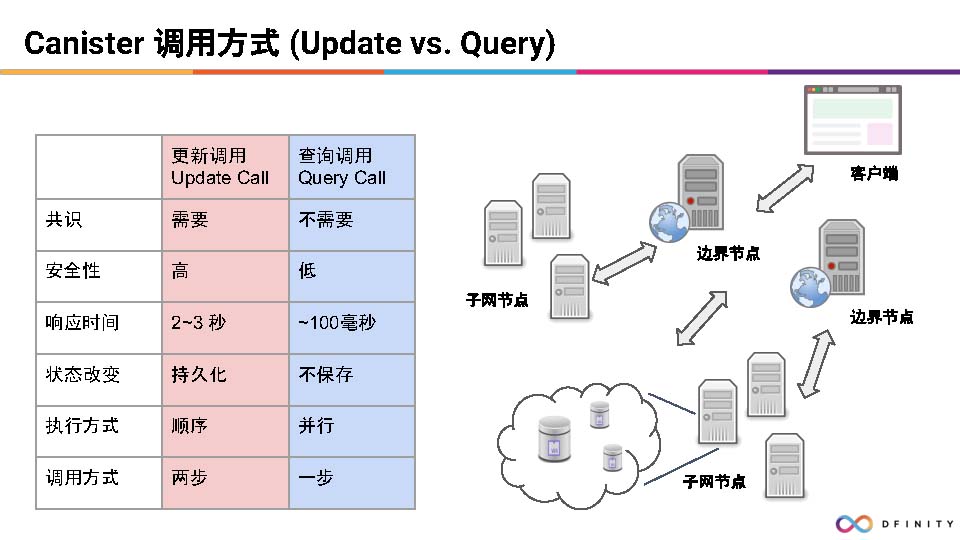 Canister 调用方式 (Update vs. Query)
更新调用 查询调用
Update Call Query Call
共识 需要 不需要
安全性 高 低
响应时间 2~3 秒 ~100毫秒
状态改变 持久化 不保存
执行方式 顺序 并行
调用方式 两步 一步
客户端
边界节点
子网节点
边界节点
子网节点
DFINITY